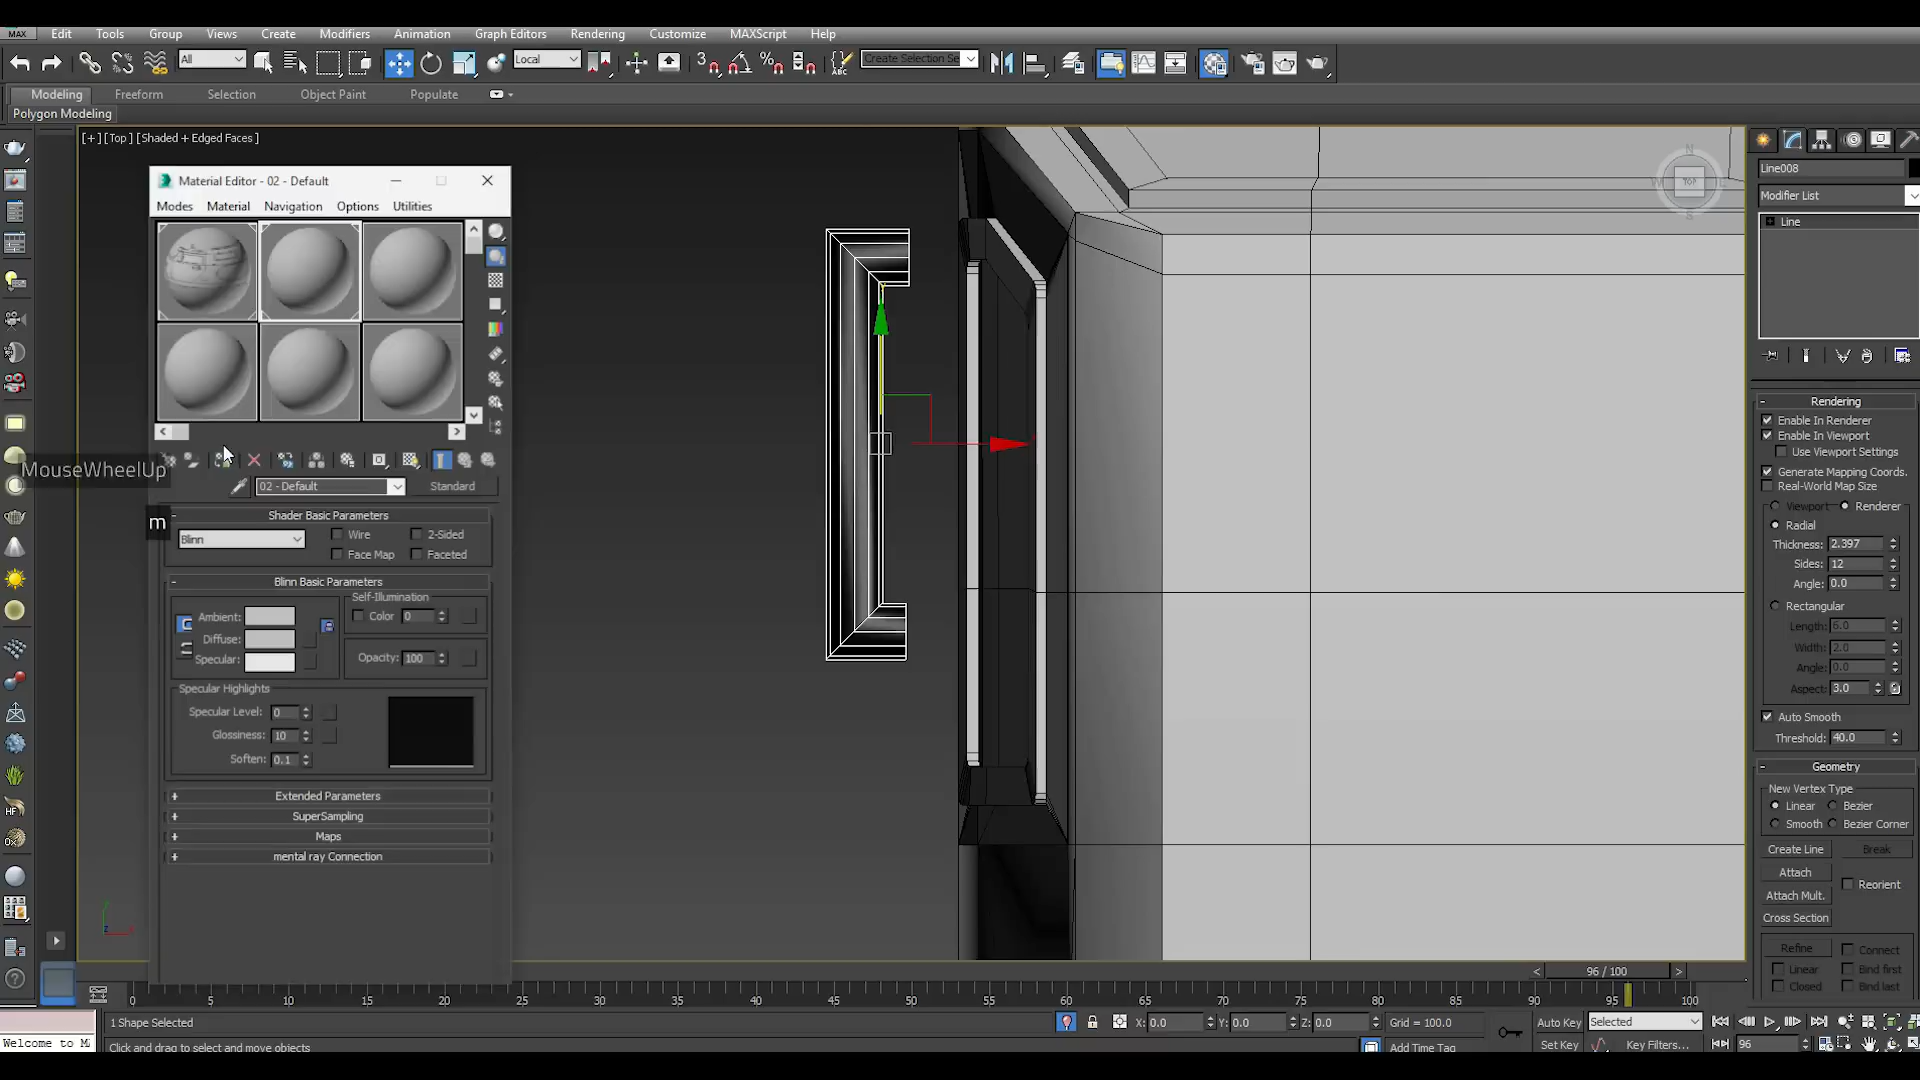 MAX Edit Tools Group Views Create Modifiers Animation Graph Editors Rendering Customize MAXScript Help
All Local Create Selection Se
Modeling Freeform Selection Object Paint Populate
Polygon Modeling
[+] [Top] [Shaded + Edged Faces]
TOP
N
W
S
Line008
Modifier List
Line
Material Editor - 02 - Default
Modes Material Navigation Options Utilities
MouseWheelUp
m
02 - Default Standard
Shader Basic Parameters
Blinn
Wire 2-Sided
Face Map Faceted
Blinn Basic Parameters
Self-Illumination
Ambient: Color 0
Diffuse:
Specular: Opacity: 100
Specular Highlights
Specular Level: 0
Glossiness: 10
Soften: 0.1
Extended Parameters
SuperSampling
Maps
mental ray Connection
Rendering
Enable In Renderer
Enable In Viewport
Use Viewport Settings
Generate Mapping Coords.
Real-World Map Size
Viewport Renderer
Radial
Thickness: 2.397
Sides: 12
Angle: 0.0
Rectangular
Length: 6.0
Width: 2.0
Angle: 0.0
Aspect: 3.0
Auto Smooth
Threshold: 40.0
Geometry
New Vertex Type
Linear Bezier
Smooth Bezier Corner
Create Line Break
Attach
Reorient
Attach Mult.
Cross Section
Refine Connect
Linear Bind first
Closed Bind last
< 96 / 100 >
0 5 10 15 20 25 30 35 40 45 50 55 60 65 70 75 80 85 90 95 100
1 Shape Selected X: 0.0 Y: 0.0 Z: 0.0 Grid = 100.0 Auto Key Selected
Welcome to M
Click and drag to select and move objects Add Time Tag Set Key Key Filters... 96